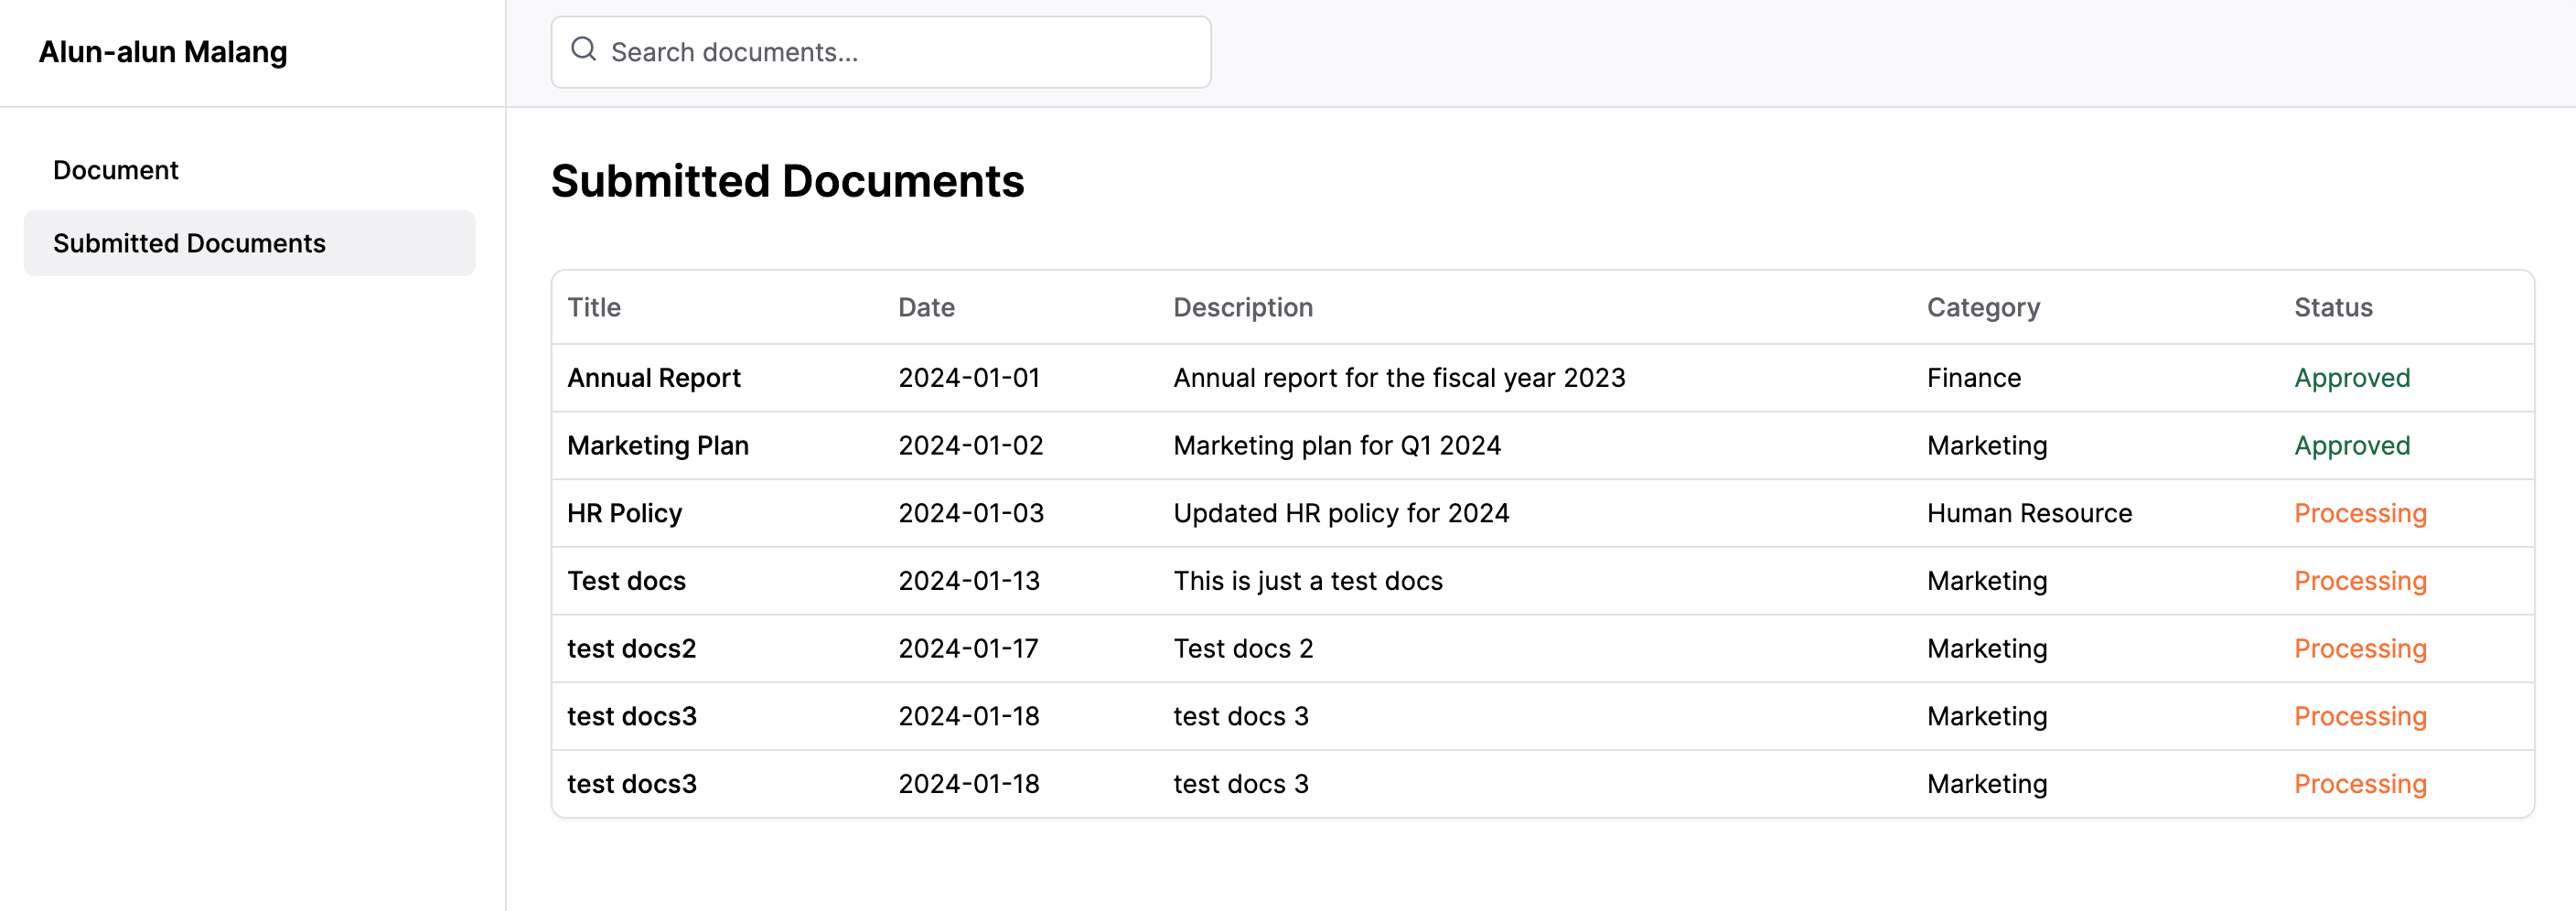 Alun-alun Malang
Search documents...
Document
Submitted Documents
Submitted Documents
Title Date Description Category Status
Annual Report 2024-01-01 Annual report for the fiscal year 2023 Finance Approved
Marketing Plan 2024-01-02 Marketing plan for Q1 2024 Marketing Approved
HR Policy 2024-01-03 Updated HR policy for 2024 Human Resource Processing
Test docs 2024-01-13 This is just a test docs Marketing Processing
test docs2 2024-01-17 Test docs 2 Marketing Processing
test docs3 2024-01-18 test docs 3 Marketing Processing
test docs3 2024-01-18 test docs 3 Marketing Processing